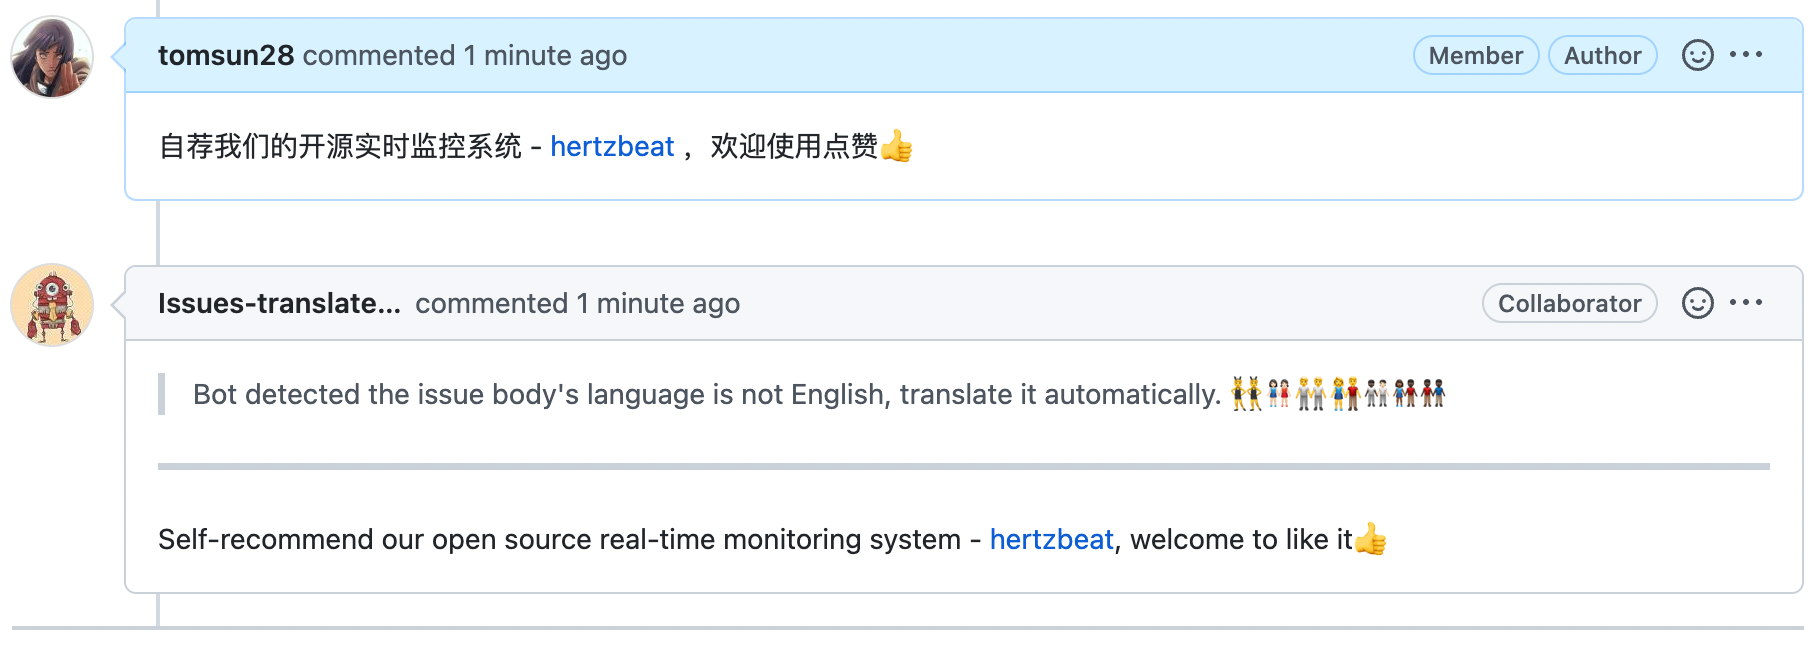 tomsun28 commented 1 minute ago Member Author
自荐我们的开源实时监控系统 - hertzbeat ，欢迎使用点赞👍
Issues-translate... commented 1 minute ago Collaborator
Bot detected the issue body's language is not English, translate it automatically. 👯👭🏻🧑‍🤝‍🧑👫🧑🏿‍🤝‍🧑🏻👩🏾‍🤝‍👨🏿👬🏿
Self-recommend our open source real-time monitoring system - hertzbeat, welcome to like it👍